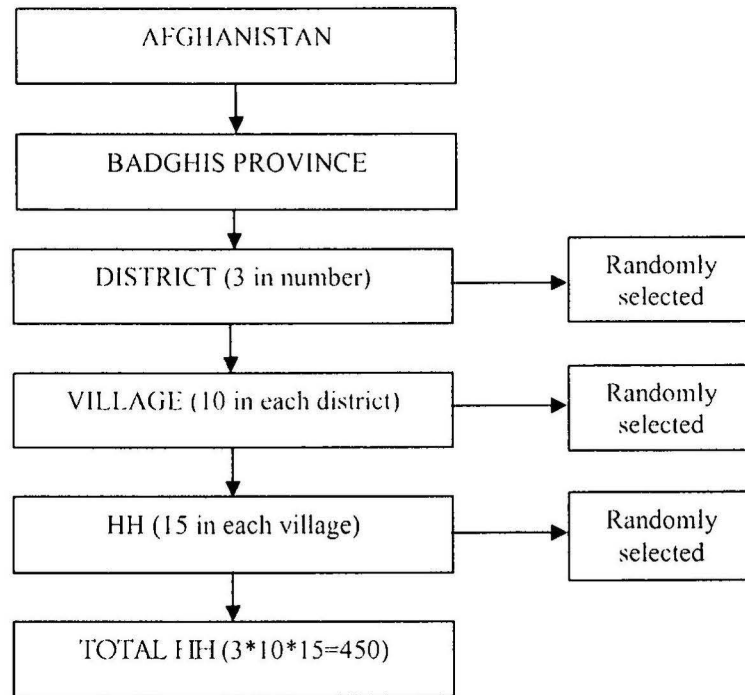 AFGHANISTAN
BADGHIS PROVINCE
DISTRICT (3 in number)
Randomly
selected
VILLAGE (10 in each district)
Randomly
selected
HH (15 in each village)
Randomly
selected
TOTAL HH (3*10*15=450)